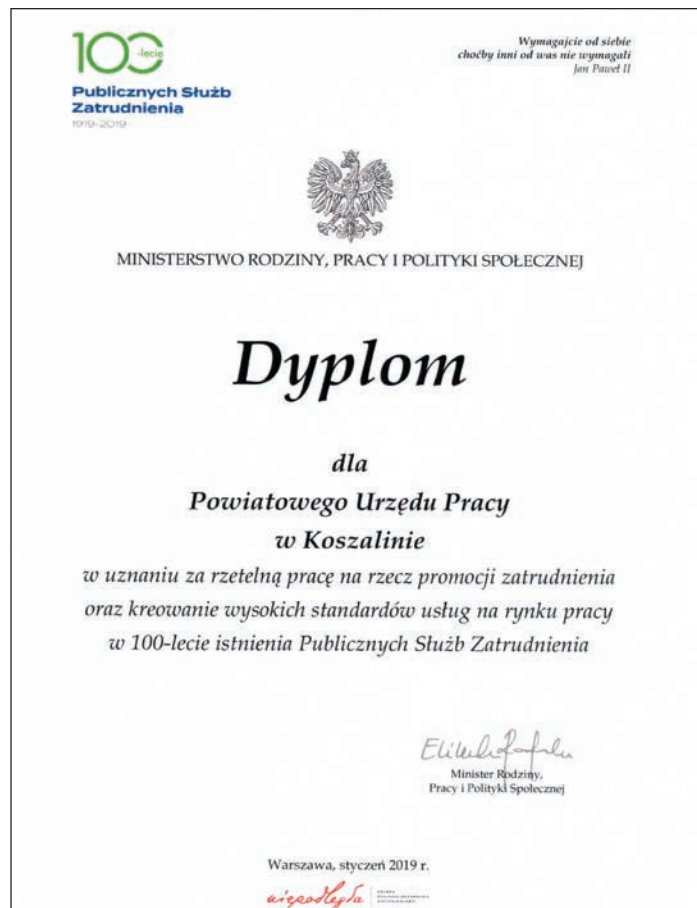 100-lecie
Publicznych Służb
Zatrudnienia
1919-2019
Wymagajcie od siebie
choćby inni od was nie wymagali
Jan Paweł II
MINISTERSTWO RODZINY, PRACY I POLITYKI SPOŁECZNEJ
Dyplom
dla
Powiatowego Urzędu Pracy
w Koszalinie
w uznaniu za rzetelną pracę na rzecz promocji zatrudnienia
oraz kreowanie wysokich standardów usług na rynku pracy
w 100-lecie istnienia Publicznych Służb Zatrudnienia
Minister Rodziny,
Pracy i Polityki Społecznej
Warszawa, styczeń 2019 r.
niepodległa